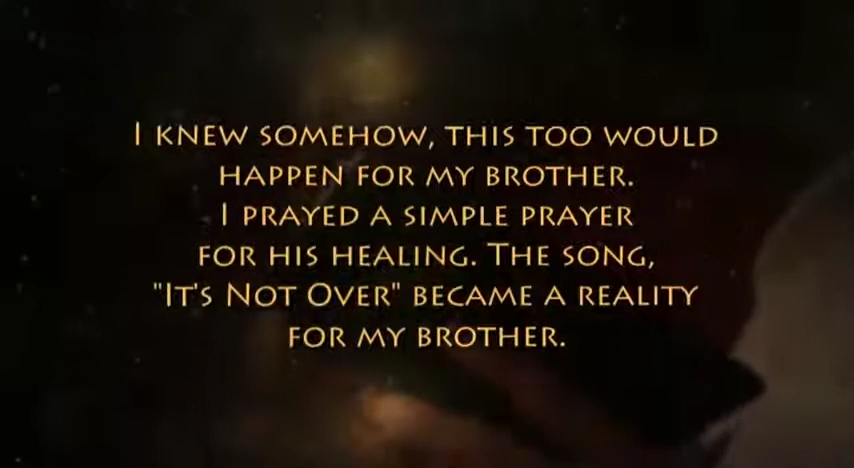 I KNEW SOMEHOW, THIS TOO WOULD
HAPPEN FOR MY BROTHER.
I PRAYED A SIMPLE PRAYER
FOR HIS HEALING. THE SONG,
"IT'S NOT OVER" BECAME A REALITY
FOR MY BROTHER.